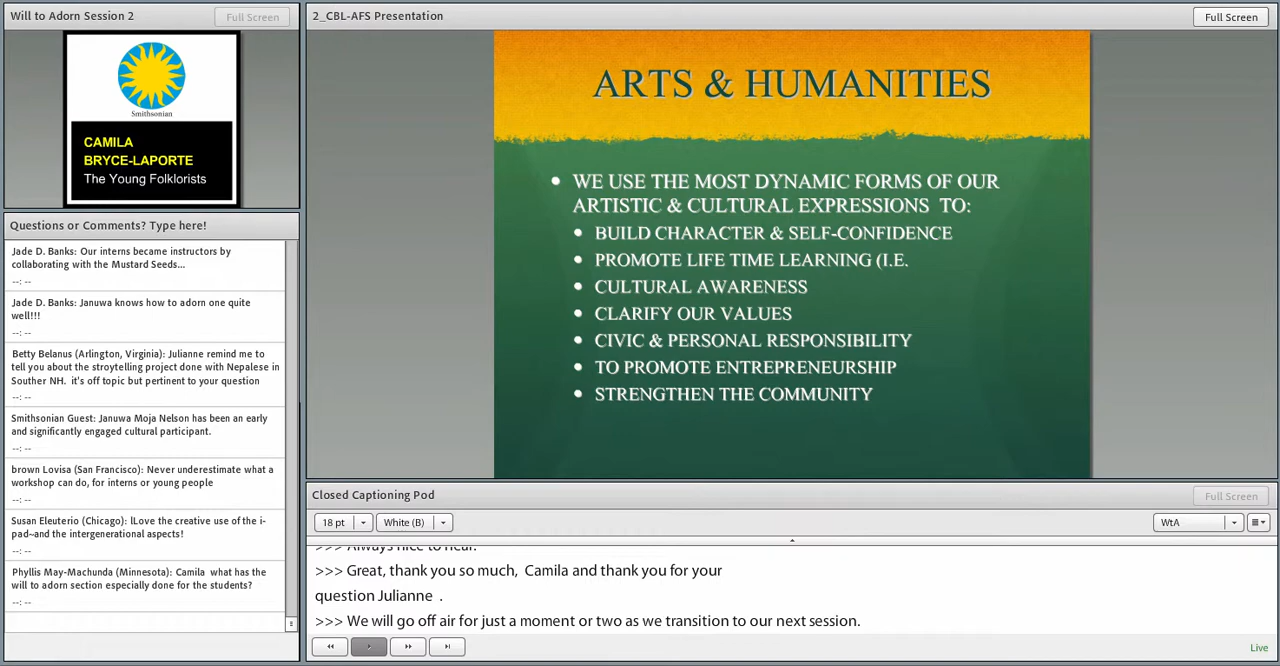 Will to Adorn Session 2
Full Screen
Smithsonian
CAMILA
BRYCE-LAPORTE
The Young Folklorists
Questions or Comments? Type here!
Jade D. Banks: Our interns became instructors by
collaborating with the Mustard Seeds...
--: --
Jade D. Banks: Januwa knows how to adorn one quite
well!!!
--: --
Betty Belanus (Arlington, Virginia): Julianne remind me to
tell you about the stroytelling project done with Nepalese in
Souther NH. it's off topic but pertinent to your question
--: --
Smithsonian Guest: Januwa Moja Nelson has been an early
and significantly engaged cultural participant.
--: --
brown Lovisa (San Francisco): Never underestimate what a
workshop can do, for interns or young people
--: --
Susan Eleuterio (Chicago): lLove the creative use of the i-
pad~and the intergenerational aspects!
--: --
Phyllis May-Machunda (Minnesota): Camila what has the
will to adorn section especially done for the students?
--: --
2_CBL-AFS Presentation
Full Screen
ARTS & HUMANITIES
• WE USE THE MOST DYNAMIC FORMS OF OUR
ARTISTIC & CULTURAL EXPRESSIONS TO:
• BUILD CHARACTER & SELF-CONFIDENCE
• PROMOTE LIFE TIME LEARNING (I.E.
• CULTURAL AWARENESS
• CLARIFY OUR VALUES
• CIVIC & PERSONAL RESPONSIBILITY
• TO PROMOTE ENTREPRENEURSHIP
• STRENGTHEN THE COMMUNITY
Closed Captioning Pod
Full Screen
18 pt
White (B)
WtA
>>> Always nice to hear.
>>> Great, thank you so much, Camila and thank you for your
question Julianne .
>>> We will go off air for just a moment or two as we transition to our next session.
Live